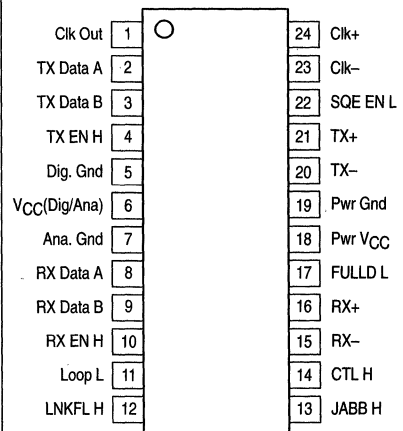 Clk Out 1 24 Clk+
TX Data A 2 23 Clk–
TX Data B 3 22 SQE EN L
TX EN H 4 21 TX+
Dig. Gnd 5 20 TX–
VCC(Dig/Ana) 6 19 Pwr Gnd
Ana. Gnd 7 18 Pwr VCC
RX Data A 8 17 FULLD L
RX Data B 9 16 RX+
RX EN H 10 15 RX–
Loop L 11 14 CTL H
LNKFL H 12 13 JABB H